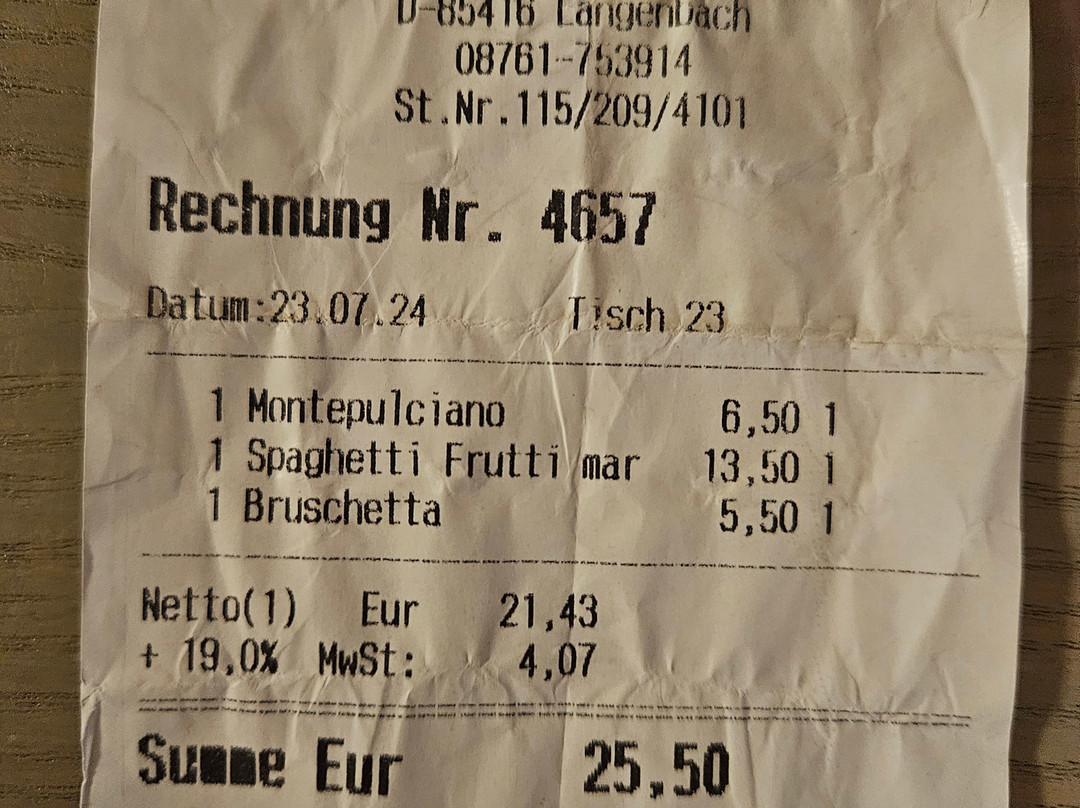 D-85416 Langenbach
08761-753914
St.Nr.115/209/4101
Rechnung Nr. 4657
Datum:23.07.24 Tisch 23
1 Montepulciano 6,50 1
1 Spaghetti Frutti mar 13,50 1
1 Bruschetta 5,50 1
Netto(1) Eur 21,43
+ 19,0% MwSt: 4,07
Summe Eur 25,50